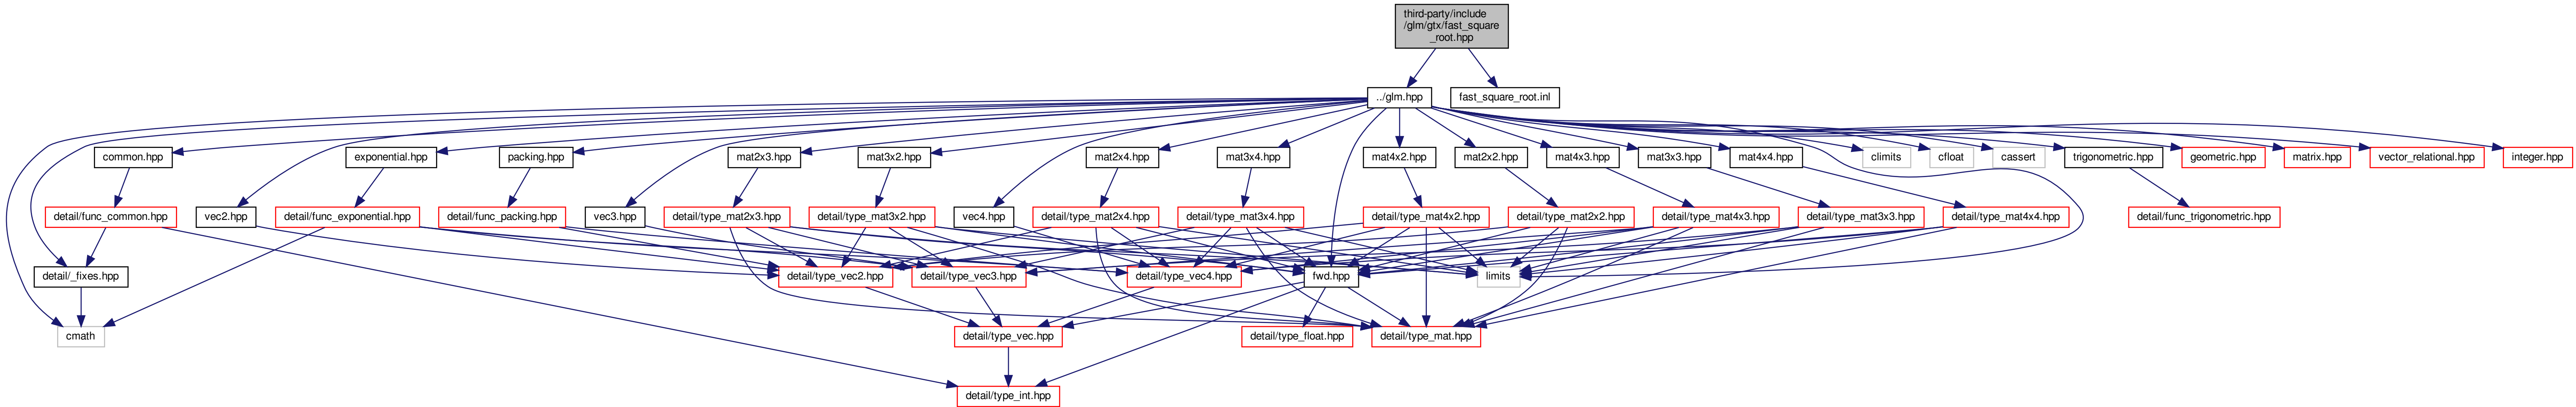 third-party/include
/glm/gtx/fast_square
_root.hpp
../glm.hpp
fast_square_root.inl
common.hpp
exponential.hpp
packing.hpp
mat2x3.hpp
mat3x2.hpp
mat2x4.hpp
mat3x4.hpp
mat4x2.hpp
mat2x2.hpp
mat4x3.hpp
mat3x3.hpp
mat4x4.hpp
climits
cfloat
cassert
trigonometric.hpp
geometric.hpp
matrix.hpp
vector_relational.hpp
integer.hpp
detail/func_common.hpp
vec2.hpp
detail/func_exponential.hpp
detail/func_packing.hpp
vec3.hpp
detail/type_mat2x3.hpp
detail/type_mat3x2.hpp
vec4.hpp
detail/type_mat2x4.hpp
detail/type_mat3x4.hpp
detail/type_mat4x2.hpp
detail/type_mat2x2.hpp
detail/type_mat4x3.hpp
detail/type_mat3x3.hpp
detail/type_mat4x4.hpp
detail/func_trigonometric.hpp
detail/_fixes.hpp
detail/type_vec2.hpp
detail/type_vec3.hpp
detail/type_vec4.hpp
fwd.hpp
limits
cmath
detail/type_vec.hpp
detail/type_float.hpp
detail/type_mat.hpp
detail/type_int.hpp